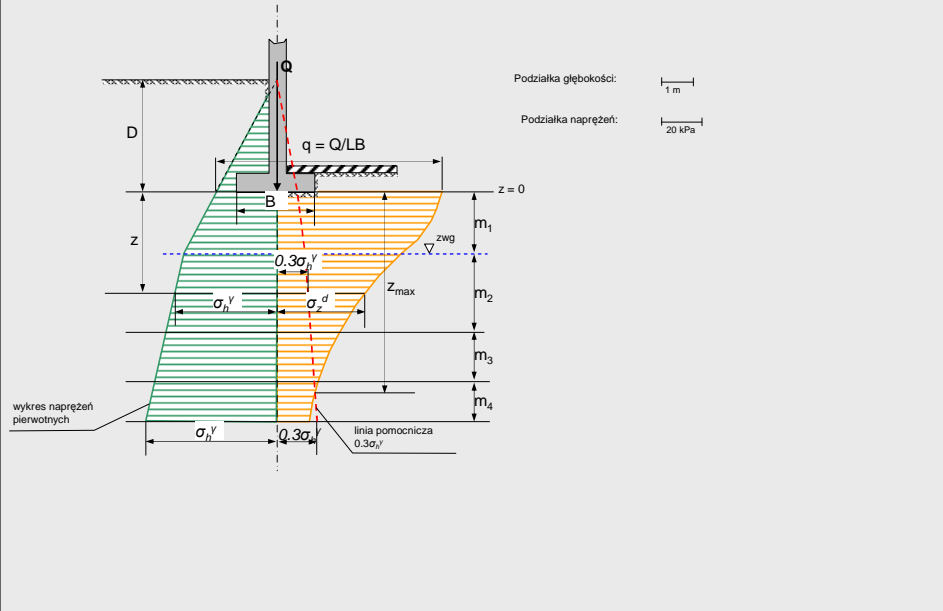 Q
Podziałka głębokości:
1 m
Podziałka naprężeń:
20 kPa
D
q = Q/LB
z = 0
B
m₁
z
zwg
0.3σₕᵞ
zₘₐₓ
m₂
σₕᵞ
σ_zᵈ
m₃
m₄
wykres naprężeń
pierwotnych
σₕᵞ
0.3σₕᵞ
linia pomocnicza
0.3σₕᵞ